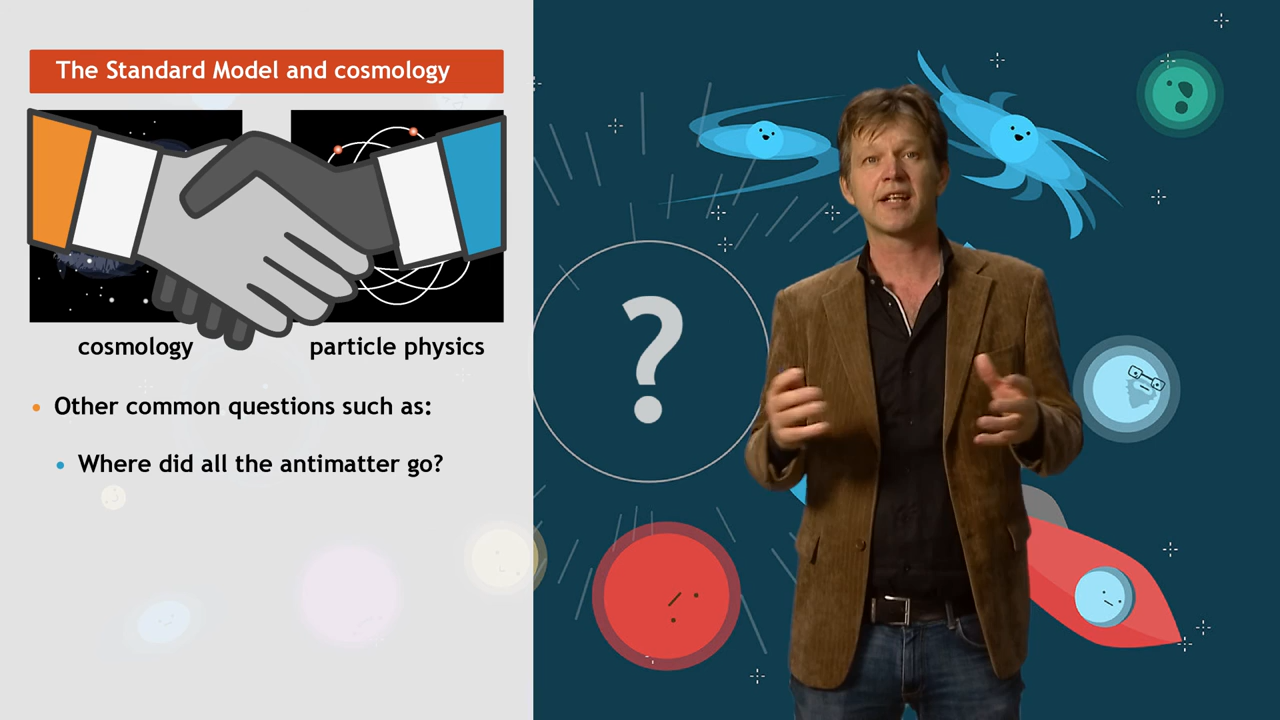 The Standard Model and cosmology
cosmology
particle physics
Other common questions such as:
Where did all the antimatter go?
?